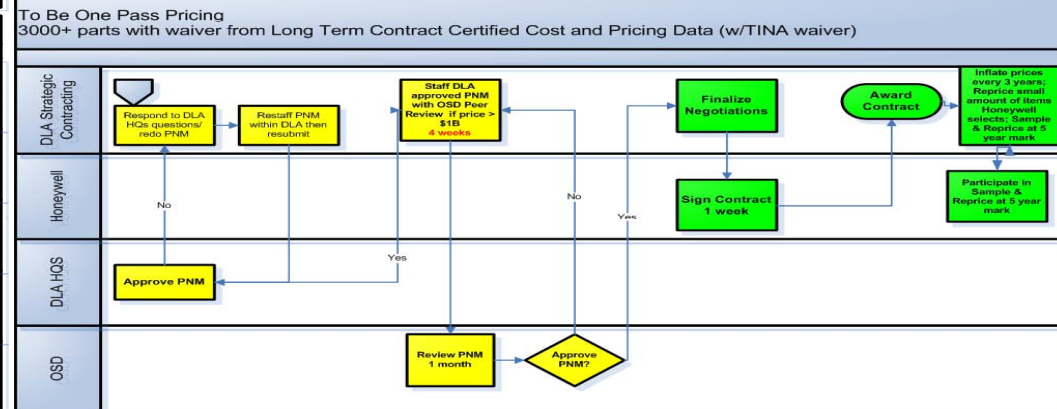 To Be One Pass Pricing
3000+ parts with waiver from Long Term Contract Certified Cost and Pricing Data (w/TINA waiver)
DLA Strategic
Contracting
Respond to DLA
HQs questions/
redo PNM
Restaff PNM
within DLA then
resubmit
Staff DLA
approved PNM
with OSD Peer
Review if price >
$1B
4 weeks
Finalize
Negotiations
Award
Contract
Inflate prices
every 3 years;
Reprice small
amount of items
Honeywell
selects; Sample
& Reprice at 5
year mark
Honeywell
No
No
Yes
Sign Contract
1 week
Participate in
Sample &
Reprice at 5 year
mark
DLA HQS
Approve PNM
Yes
OSD
Review PNM
1 month
Approve
PNM?